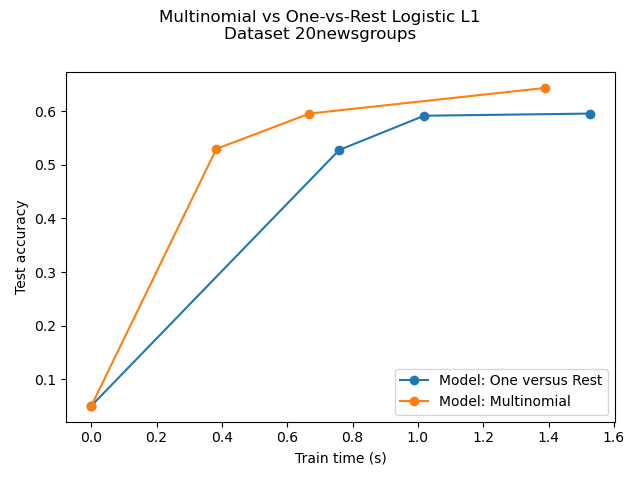 Multinomial vs One-vs-Rest Logistic L1
Dataset 20newsgroups
0.6
0.5
0.4
0.3
0.2
0.1
Test accuracy
Model: One versus Rest
Model: Multinomial
0.0 0.2 0.4 0.6 0.8 1.0 1.2 1.4 1.6
Train time (s)